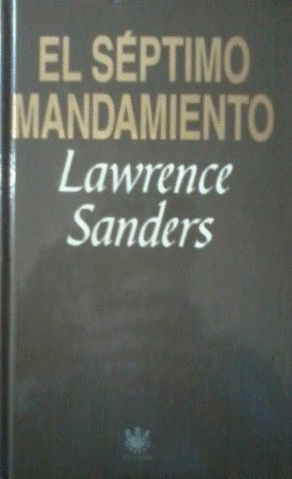 EL SÉPTIMO
MANDAMIENTO
Lawrence
Sanders